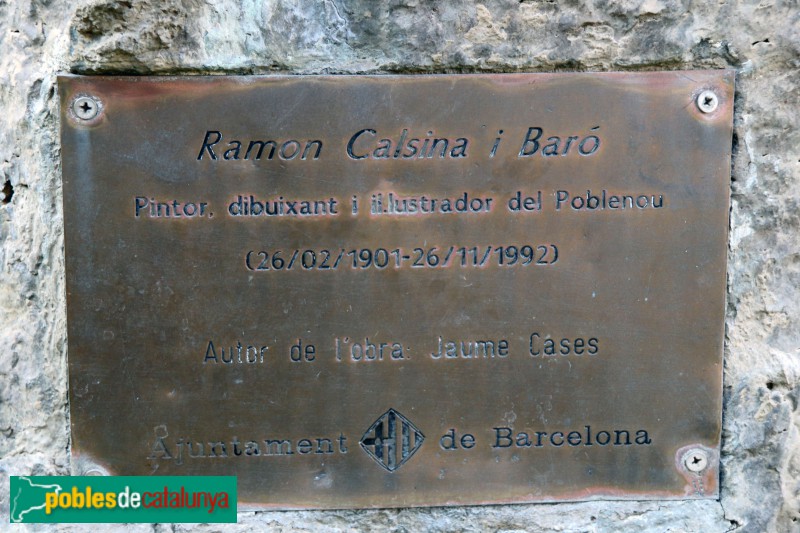 Ramon Calsina i Baró
Pintor, dibuixant i il.lustrador del Poblenou
(26/02/1901-26/11/1992)
Autor de l'obra: Jaume Cases
Ajuntament de Barcelona
poblesdecatalunya